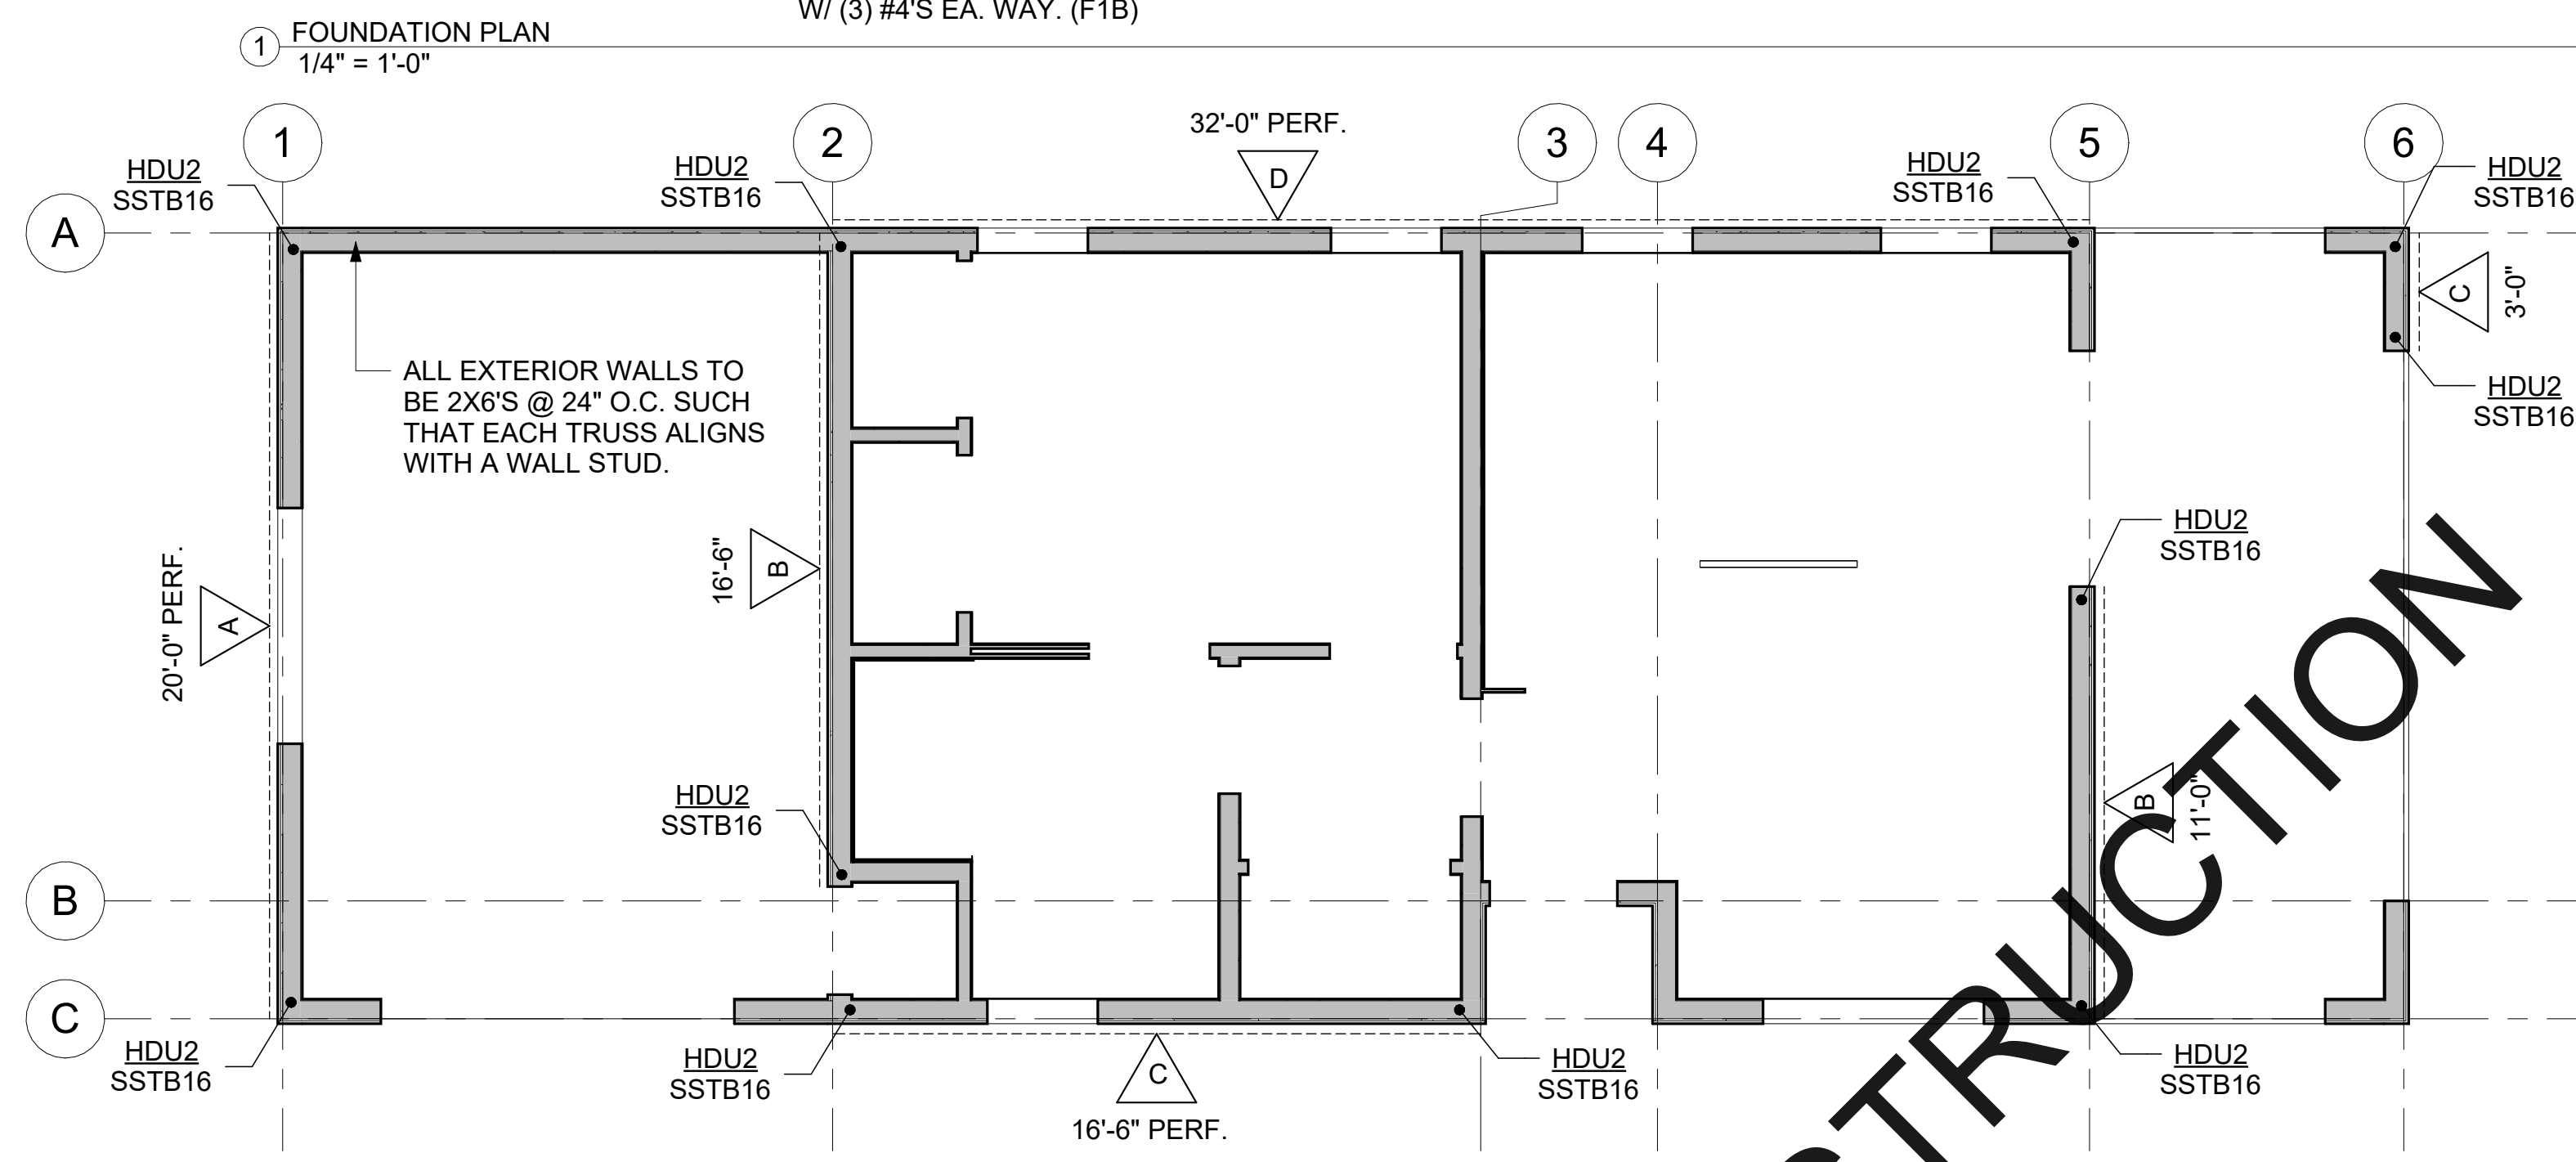 W/ (3) #4'S EA. WAY. (F1B)
1 FOUNDATION PLAN
1/4" = 1'-0"
1
2
32'-0" PERF.
D
3
4
5
6
HDU2
SSTB16
HDU2
SSTB16
HDU2
SSTB16
HDU2
SSTB16
A
C
3'-0"
ALL EXTERIOR WALLS TO
BE 2X6'S @ 24" O.C. SUCH
THAT EACH TRUSS ALIGNS
WITH A WALL STUD.
HDU2
SSTB16
20'-0" PERF.
A
16'-6"
B
HDU2
SSTB16
HDU2
SSTB16
B
11'-0"
B
C
HDU2
SSTB16
HDU2
SSTB16
C
16'-6" PERF.
HDU2
SSTB16
HDU2
SSTB16
STRUCTION